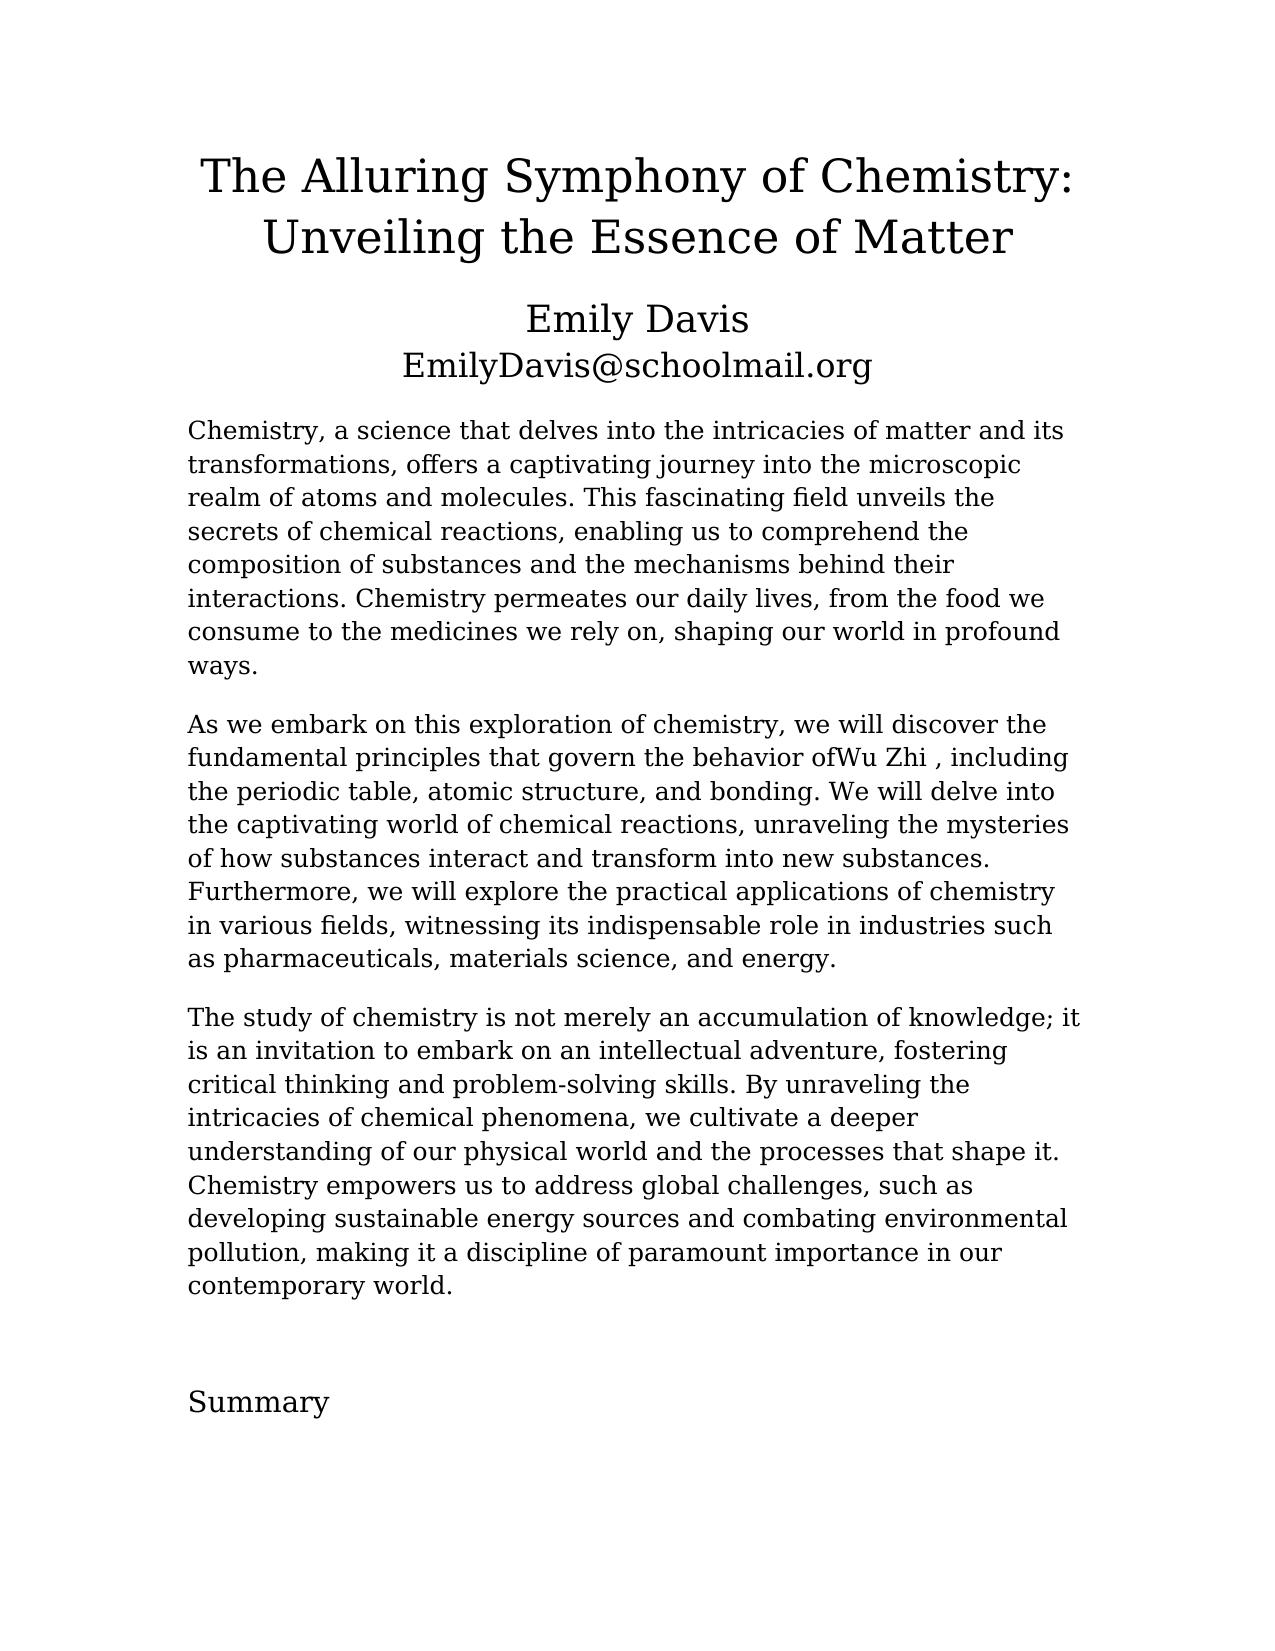 The Alluring Symphony of Chemistry:
Unveiling the Essence of Matter
Emily Davis
EmilyDavis@schoolmail.org
Chemistry, a science that delves into the intricacies of matter and its
transformations, offers a captivating journey into the microscopic
realm of atoms and molecules. This fascinating field unveils the
secrets of chemical reactions, enabling us to comprehend the
composition of substances and the mechanisms behind their
interactions. Chemistry permeates our daily lives, from the food we
consume to the medicines we rely on, shaping our world in profound
ways.
As we embark on this exploration of chemistry, we will discover the
fundamental principles that govern the behavior ofWu Zhi , including
the periodic table, atomic structure, and bonding. We will delve into
the captivating world of chemical reactions, unraveling the mysteries
of how substances interact and transform into new substances.
Furthermore, we will explore the practical applications of chemistry
in various fields, witnessing its indispensable role in industries such
as pharmaceuticals, materials science, and energy.
The study of chemistry is not merely an accumulation of knowledge; it
is an invitation to embark on an intellectual adventure, fostering
critical thinking and problem-solving skills. By unraveling the
intricacies of chemical phenomena, we cultivate a deeper
understanding of our physical world and the processes that shape it.
Chemistry empowers us to address global challenges, such as
developing sustainable energy sources and combating environmental
pollution, making it a discipline of paramount importance in our
contemporary world.
Summary